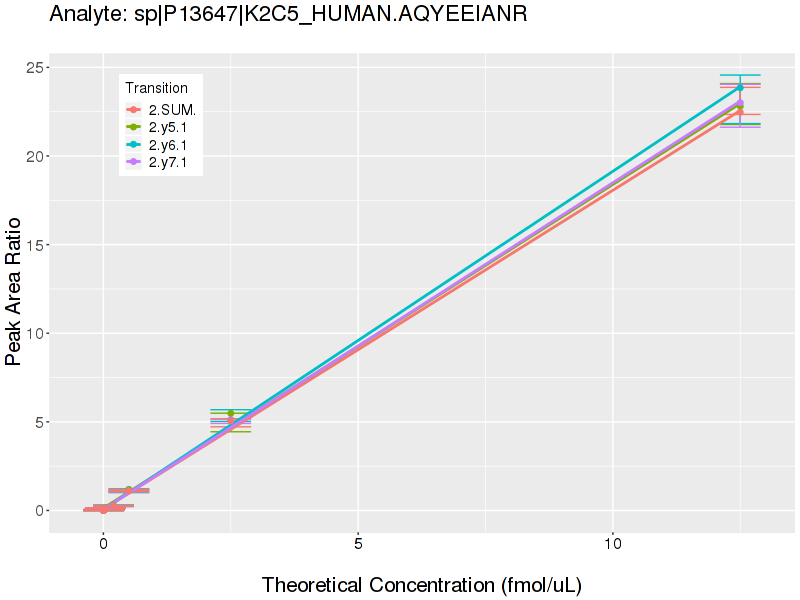 Analyte: sp|P13647|K2C5_HUMAN.AQYEEIANR
25
20
15
10
5
0
Peak Area Ratio
Transition
2.SUM.
2.y5.1
2.y6.1
2.y7.1
0
5
10
Theoretical Concentration (fmol/uL)